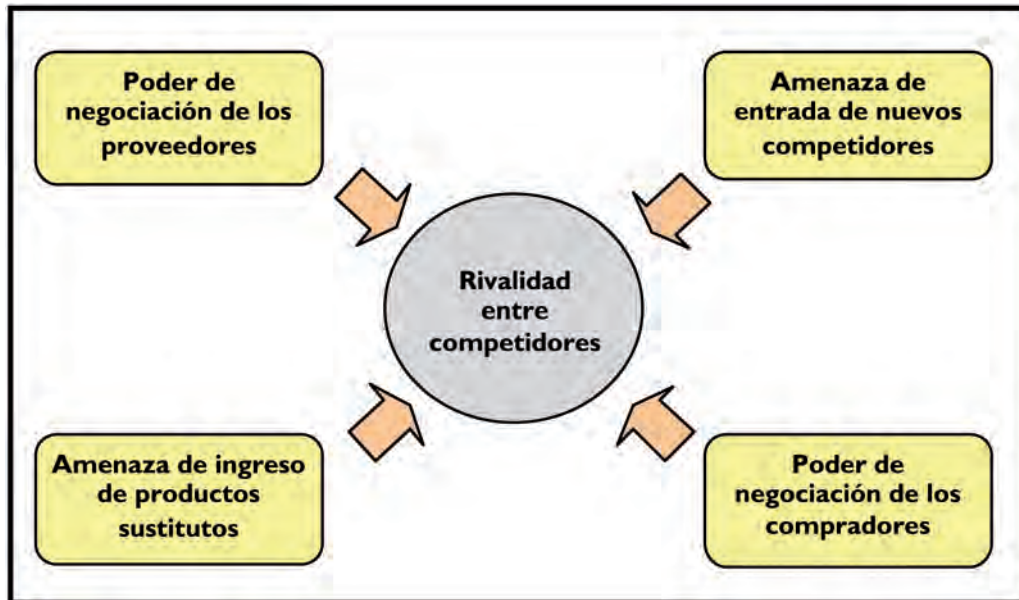 Poder de
negociación de los
proveedores
Amenaza de
entrada de nuevos
competidores
Rivalidad
entre
competidores
Amenaza de ingreso
de productos
sustitutos
Poder de
negociación de los
compradores